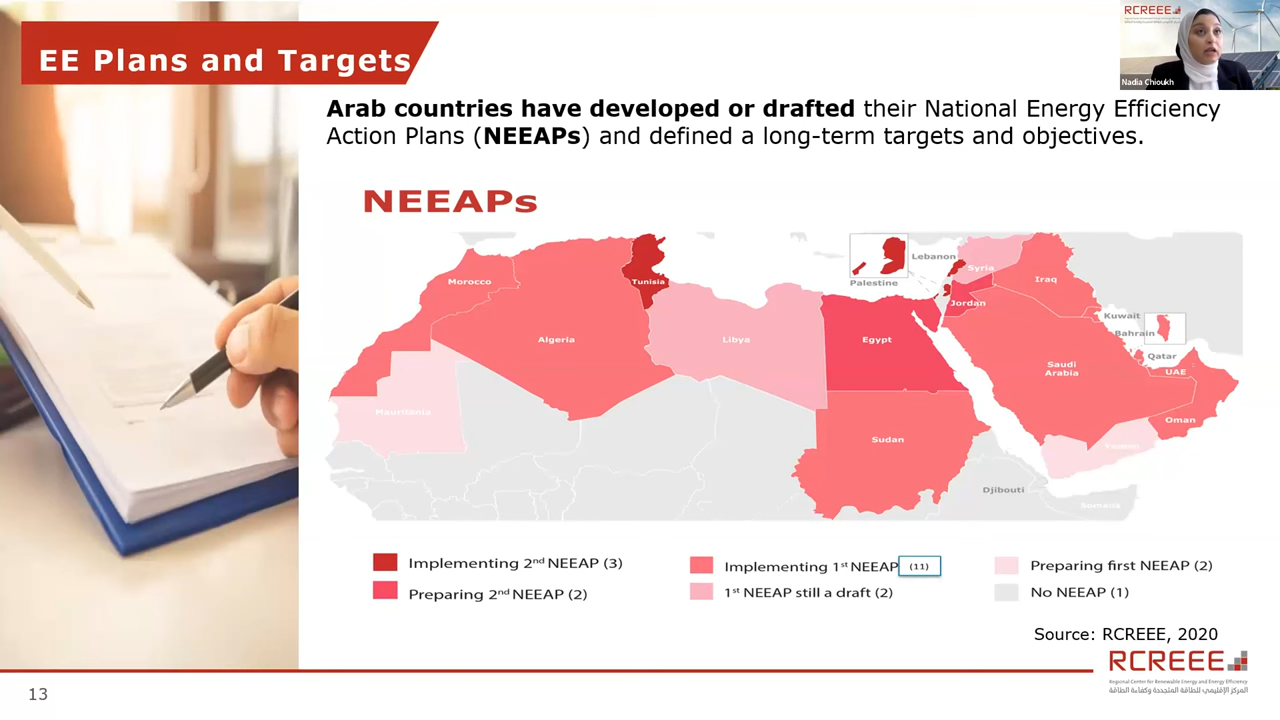 EE Plans and Targets
RCREEE
Nadia Chioukh
Arab countries have developed or drafted their National Energy Efficiency
Action Plans (NEEAPs) and defined a long-term targets and objectives.
NEEAPs
Morocco
Tunisia
Algeria
Libya
Mauritania
Egypt
Sudan
Palestine
Lebanon
Syria
Jordan
Iraq
Kuwait
Bahrain
Qatar
UAE
Saudi
Arabia
Oman
Yemen
Djibouti
Somalia
Implementing 2nd NEEAP (3)
Preparing 2nd NEEAP (2)
Implementing 1st NEEAP (11)
1st NEEAP still a draft (2)
Preparing first NEEAP (2)
No NEEAP (1)
Source: RCREEE, 2020
RCREEE
Regional Center for Renewable Energy and Energy Efficiency
المركز الإقليمي للطاقة المتجددة وكفاءة الطاقة
13